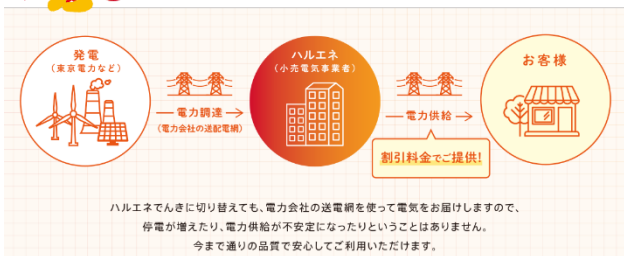 発電
(東京電力など)
電力調達
(電力会社の送配電網)
ハルエネ
(小売電気事業者)
電力供給
割引料金でご提供!
お客様
ハルエネでんきに切り替えても、電力会社の送電網を使って電気をお届けしますので、
停電が増えたり、電力供給が不安定になったりということはありません。
今まで通りの品質で安心してご利用いただけます。